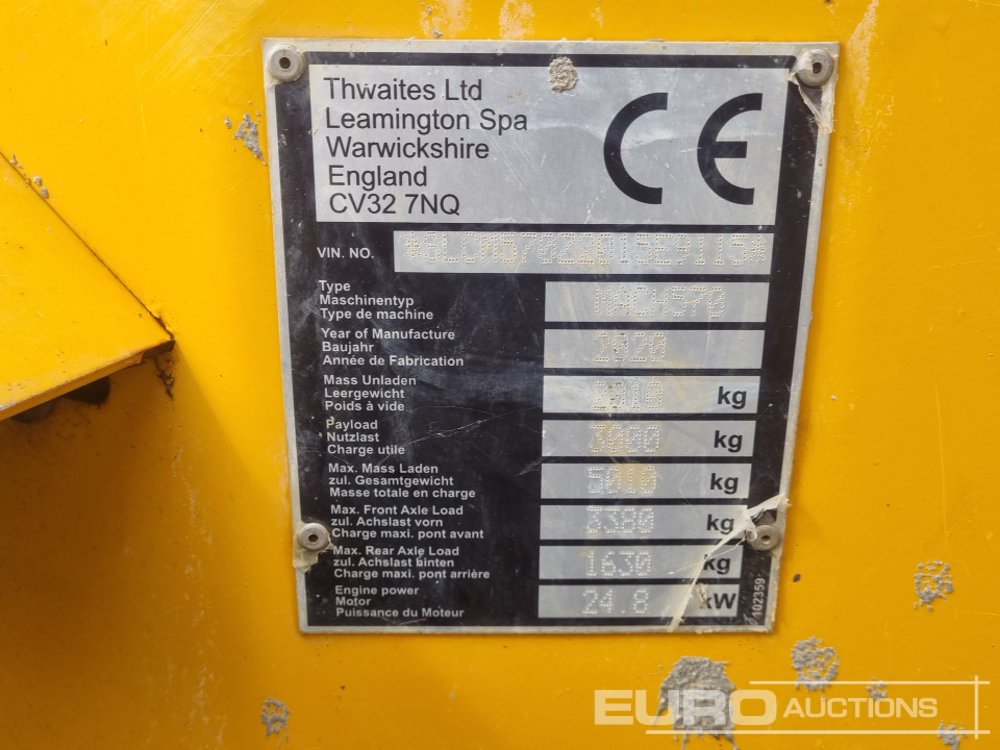 Thwaites Ltd
Leamington Spa
Warwickshire
England
CV32 7NQ
CE
VIN. NO.
Type
Maschinentyp
Type de machine
MACH570
Year of Manufacture
Baujahr
Année de Fabrication
2020
Mass Unladen
Leergewicht
Poids à vide
2010 kg
Payload
Nutzlast
Charge utile
3000 kg
Max. Mass Laden
zul. Gesamtgewicht
Masse totale en charge
5010 kg
Max. Front Axle Load
zul. Achslast vorn
Charge maxi. pont avant
3380 kg
Max. Rear Axle Load
zul. Achslast hinten
Charge maxi. pont arrière
1630 kg
Engine power
Motor
Puissance du Moteur
24.8 kW
102359
EURO AUCTIONS